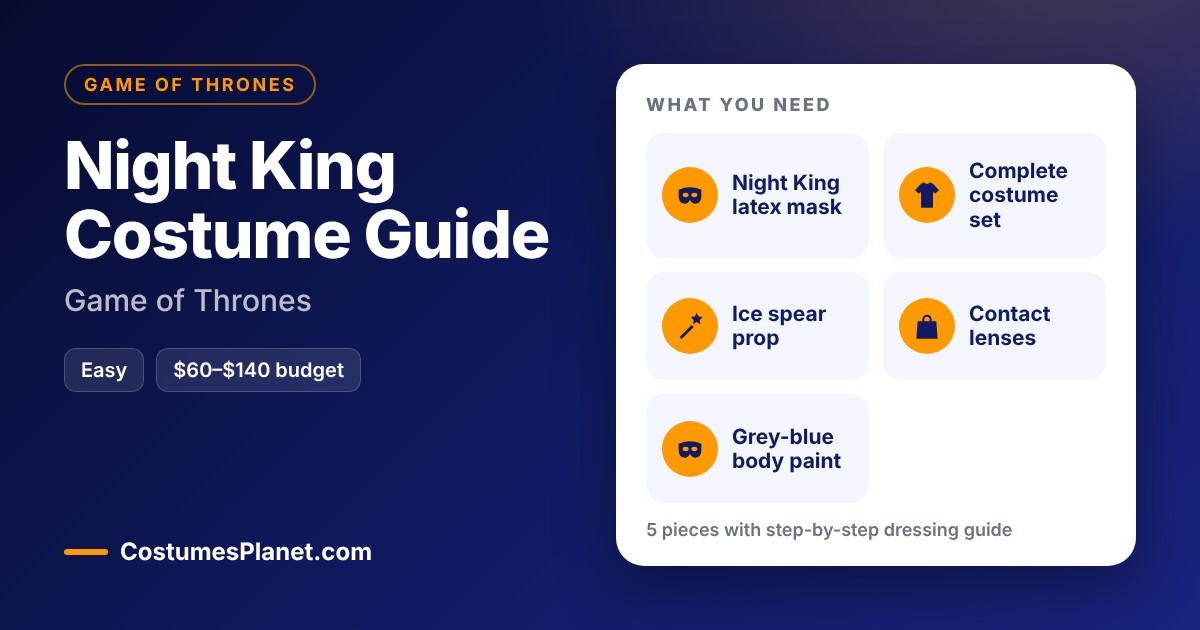 GAME OF THRONES
Night King
Costume Guide
Game of Thrones
Easy
$60–$140 budget
CostumesPlanet.com
WHAT YOU NEED
Night King
latex mask
Complete
costume
set
Ice spear
prop
Contact
lenses
Grey-blue
body paint
5 pieces with step-by-step dressing guide